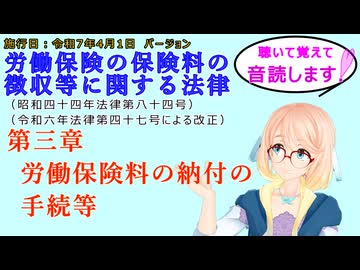 施行日:令和7年4月1日 バージョン
労働保険の保険料の
徴収等に関する法律
(昭和四十四年法律第八十四号)
(令和六年法律第四十七号による改正)
聴いて覚えて
音読します!
第三章
労働保険料の納付の
手続等